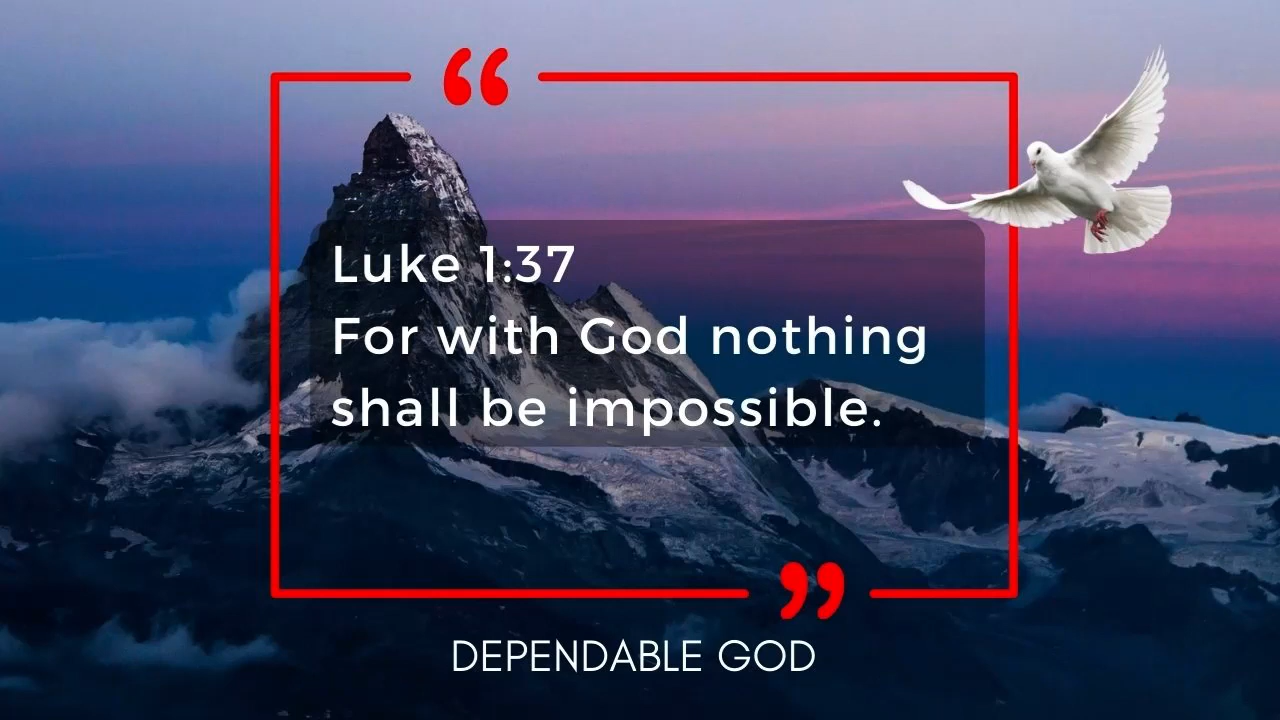 “
Luke 1:37
For with God nothing
shall be impossible.
”
DEPENDABLE GOD